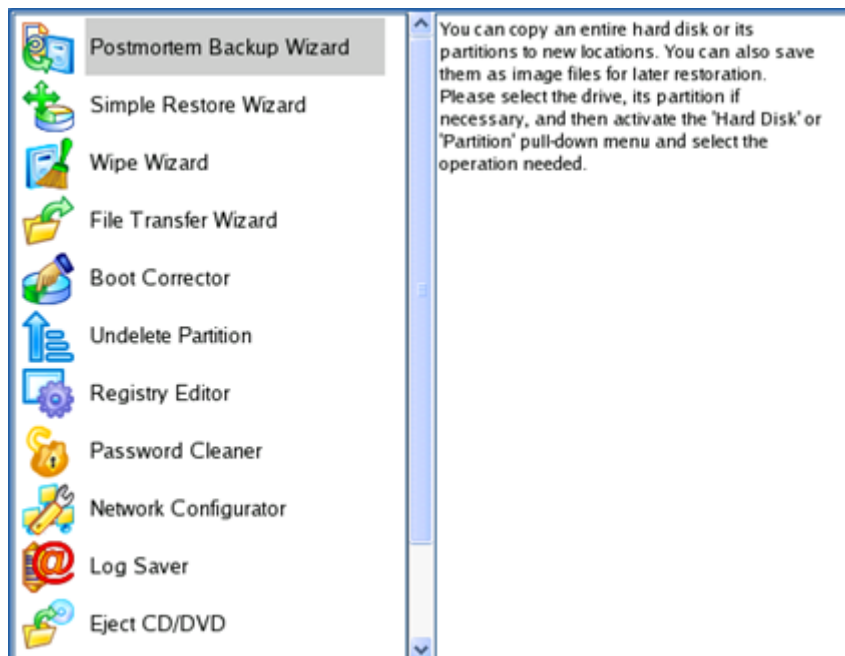 Postmortem Backup Wizard
Simple Restore Wizard
Wipe Wizard
File Transfer Wizard
Boot Corrector
Undelete Partition
Registry Editor
Password Cleaner
Network Configurator
Log Saver
Eject CD/DVD
You can copy an entire hard disk or its
partitions to new locations. You can also save
them as image files for later restoration.
Please select the drive, its partition if
necessary, and then activate the 'Hard Disk' or
'Partition' pull-down menu and select the
operation needed.